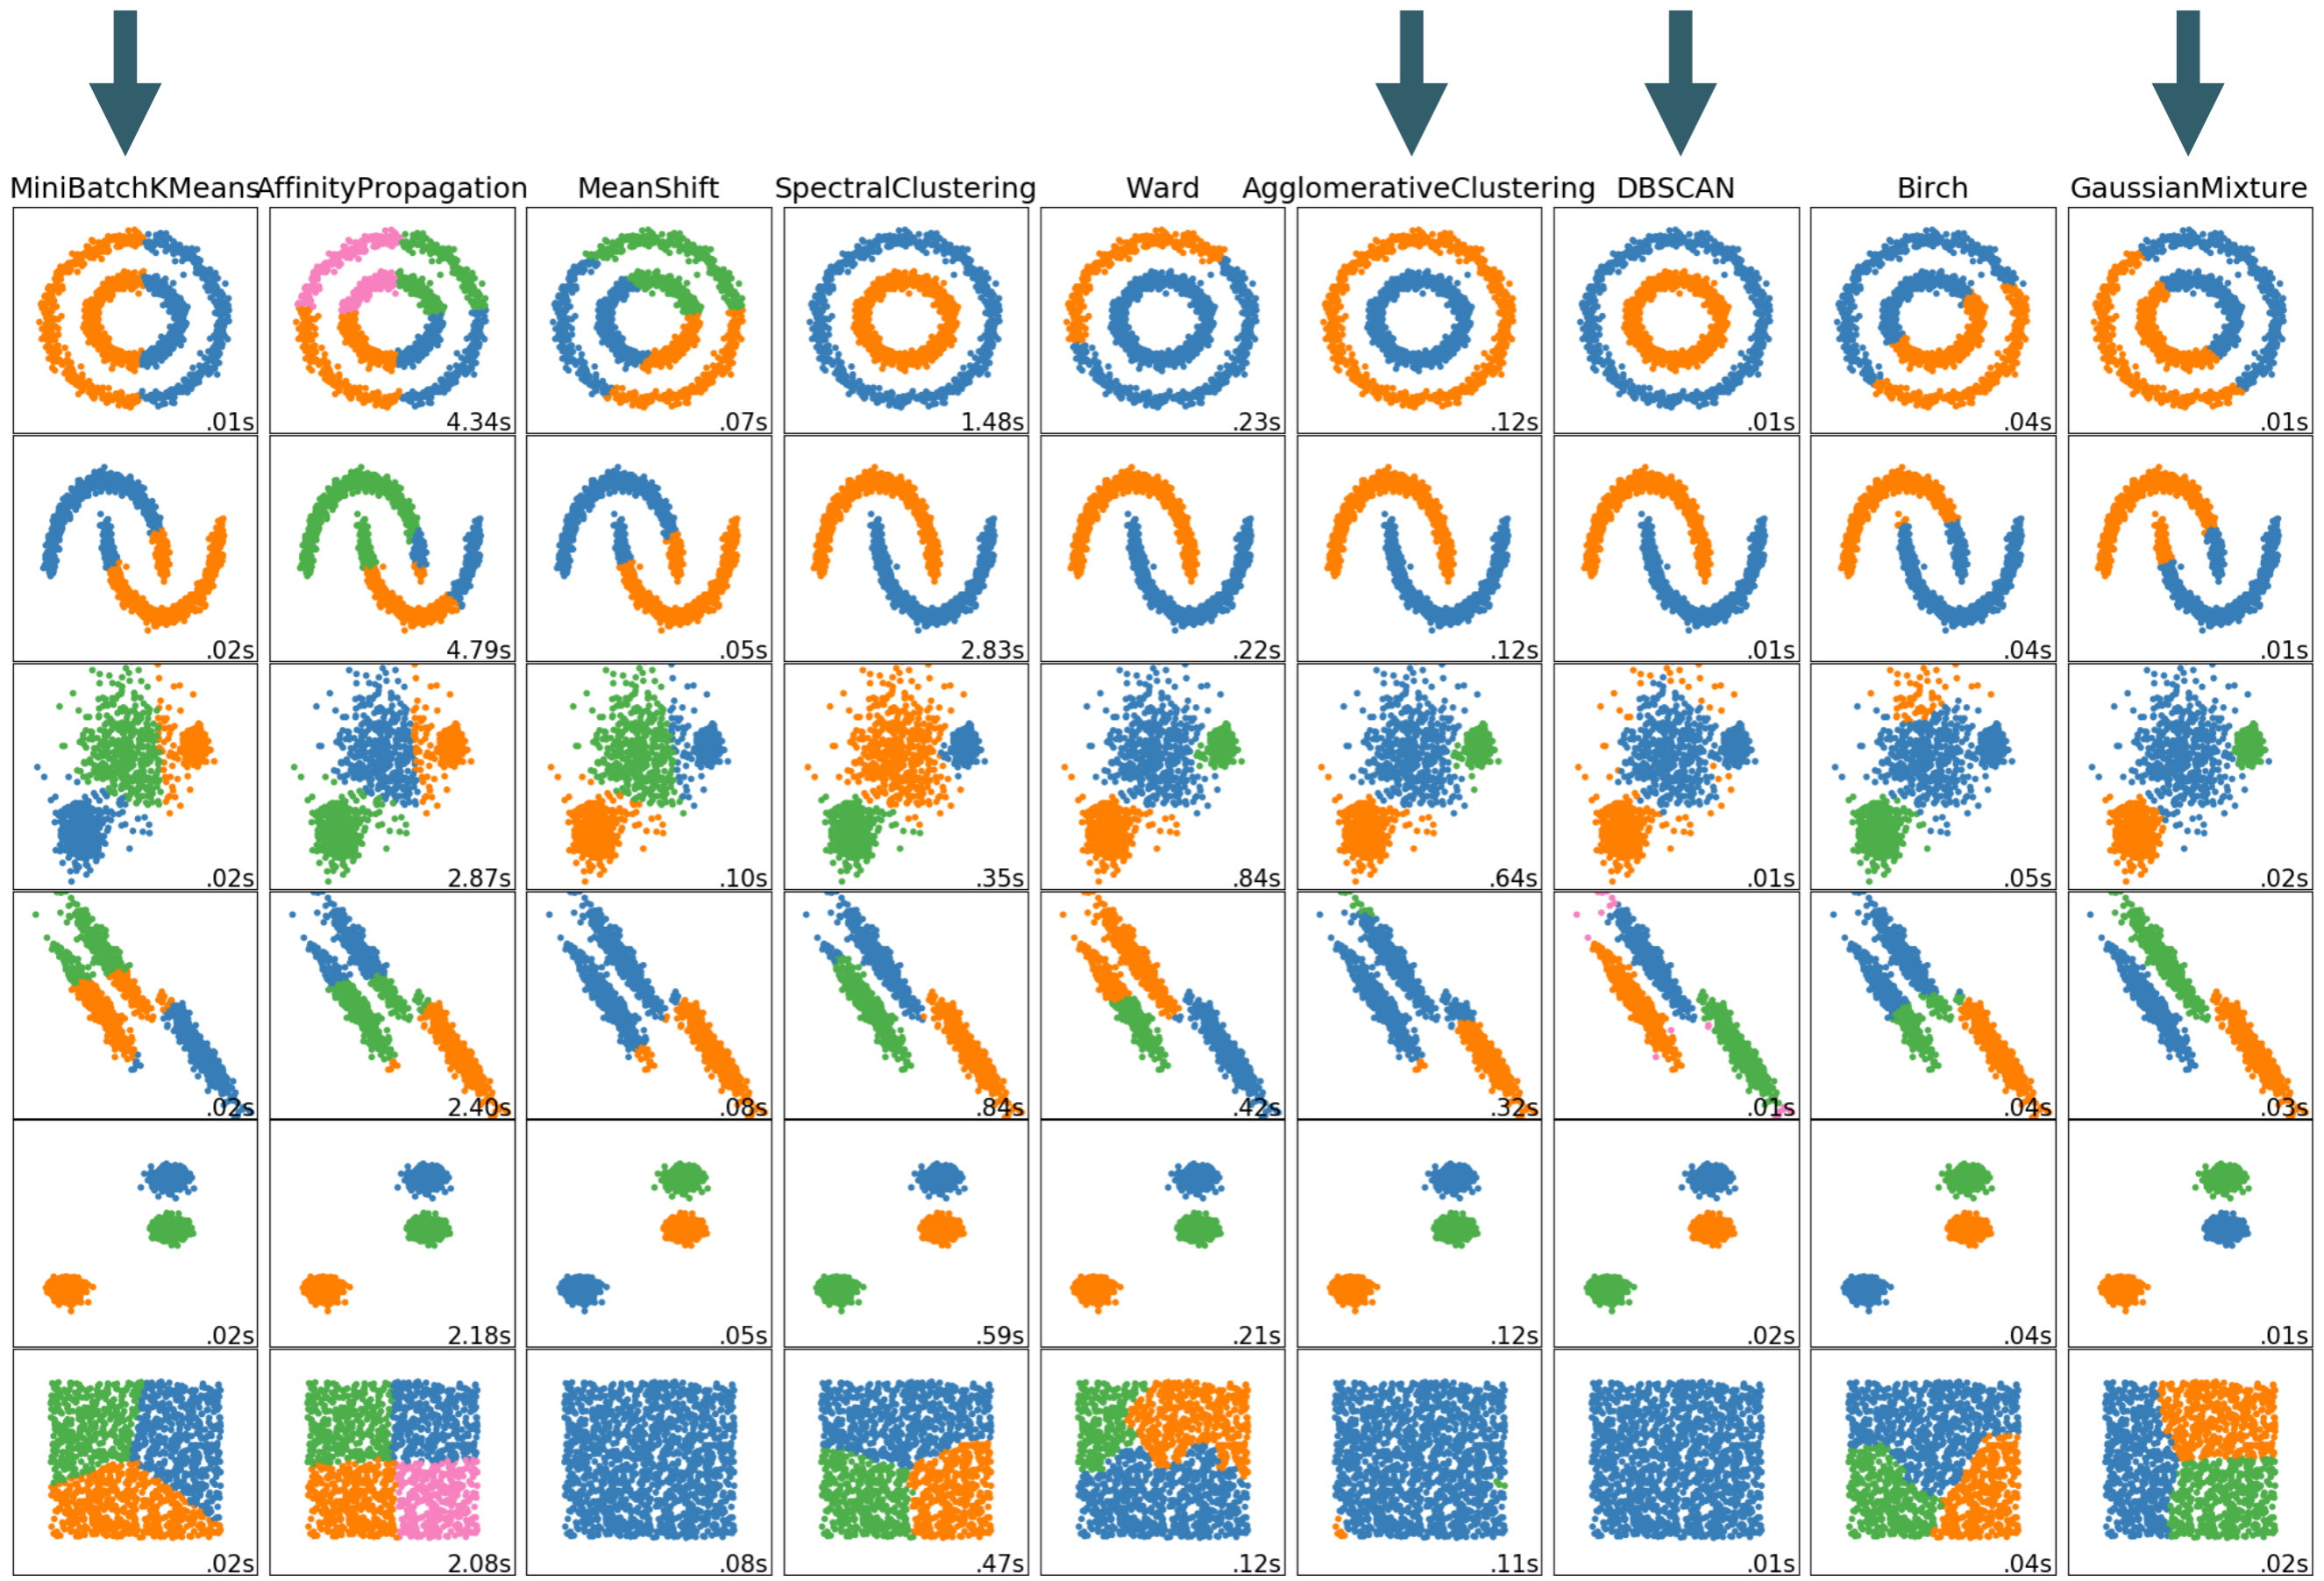 MiniBatchKMeans AffinityPropagation MeanShift SpectralClustering Ward AgglomerativeClustering DBSCAN Birch GaussianMixture
.01s 4.34s .07s 1.48s .23s .12s .01s .04s .01s
.02s 4.79s .05s 2.83s .22s .12s .01s .04s .01s
.02s 2.87s .10s .35s .84s .64s .01s .05s .02s
.02s 2.40s .08s .84s .42s .32s .01s .04s .03s
.02s 2.18s .05s .59s .21s .12s .02s .04s .01s
.02s 2.08s .08s .47s .12s .11s .01s .04s .02s